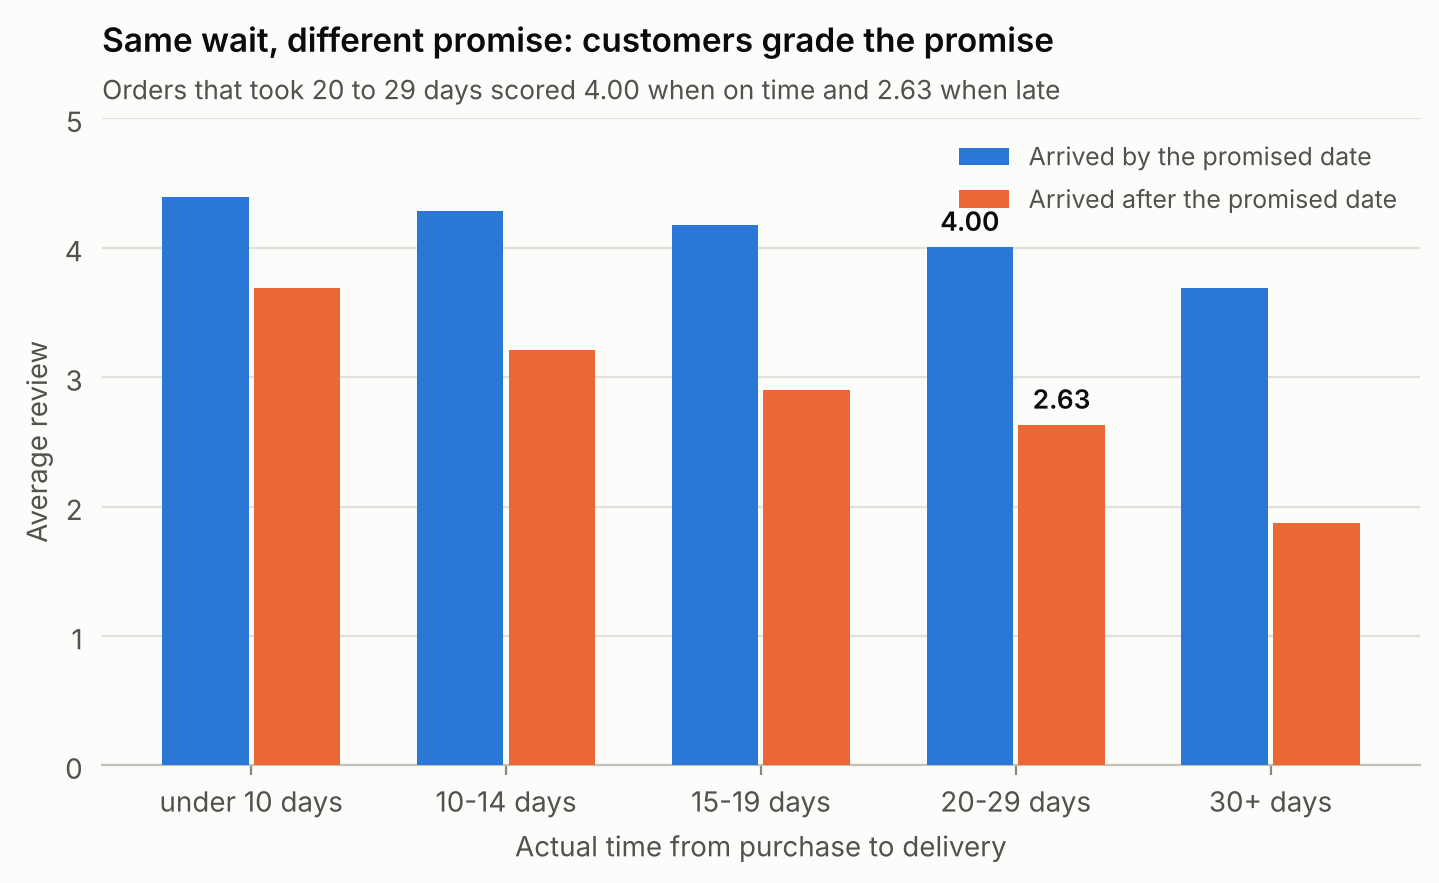 Same wait, different promise: customers grade the promise
Orders that took 20 to 29 days scored 4.00 when on time and 2.63 when late
5
4
3
2
1
0
Average review
Arrived by the promised date
Arrived after the promised date
4.00
2.63
under 10 days
10-14 days
15-19 days
20-29 days
30+ days
Actual time from purchase to delivery